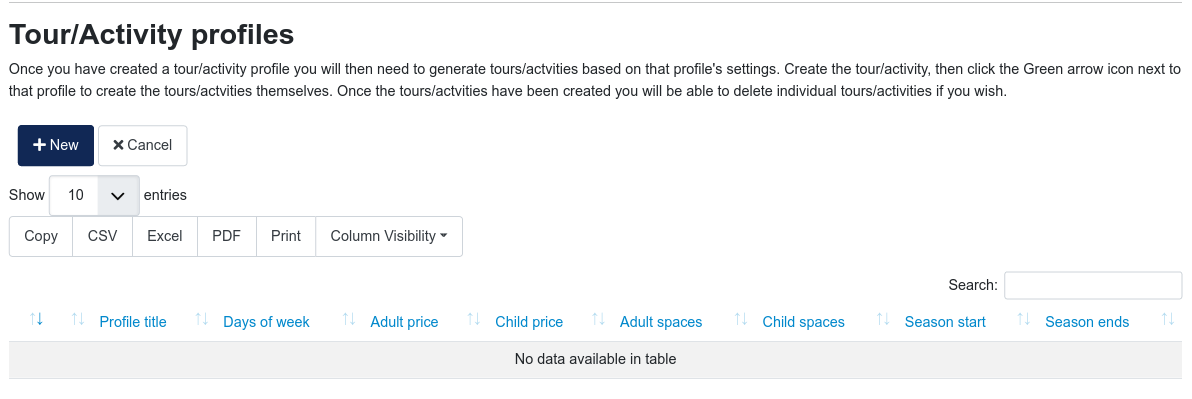 Tour/Activity profiles
Once you have created a tour/activity profile you will then need to generate tours/actvities based on that profile's settings. Create the tour/activity, then click the Green arrow icon next to
that profile to create the tours/actvities themselves. Once the tours/actvities have been created you will be able to delete individual tours/activities if you wish.
New Cancel
Show 10 entries
Copy CSV Excel PDF Print Column Visibility
Search:
Profile title Days of week Adult price Child price Adult spaces Child spaces Season start Season ends
No data available in table